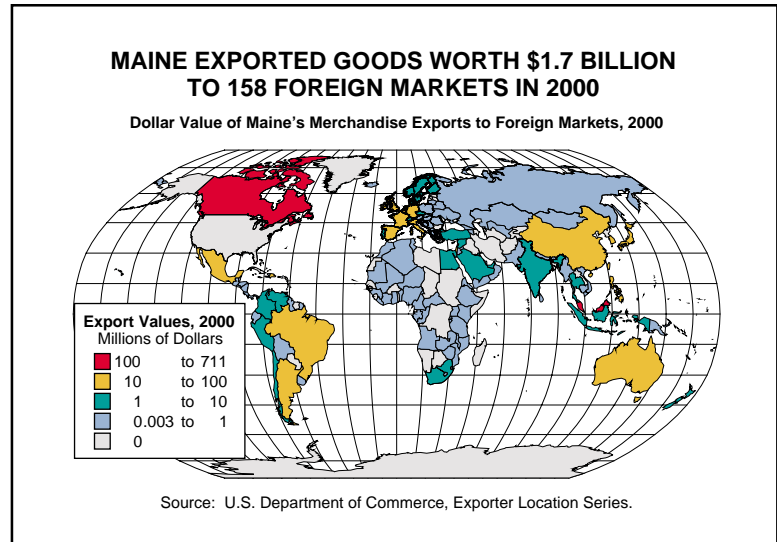 MAINE EXPORTED GOODS WORTH $1.7 BILLION
TO 158 FOREIGN MARKETS IN 2000
Dollar Value of Maine's Merchandise Exports to Foreign Markets, 2000
Export Values, 2000
Millions of Dollars
100 to 711
10 to 100
1 to 10
0.003 to 1
0
Source: U.S. Department of Commerce, Exporter Location Series.